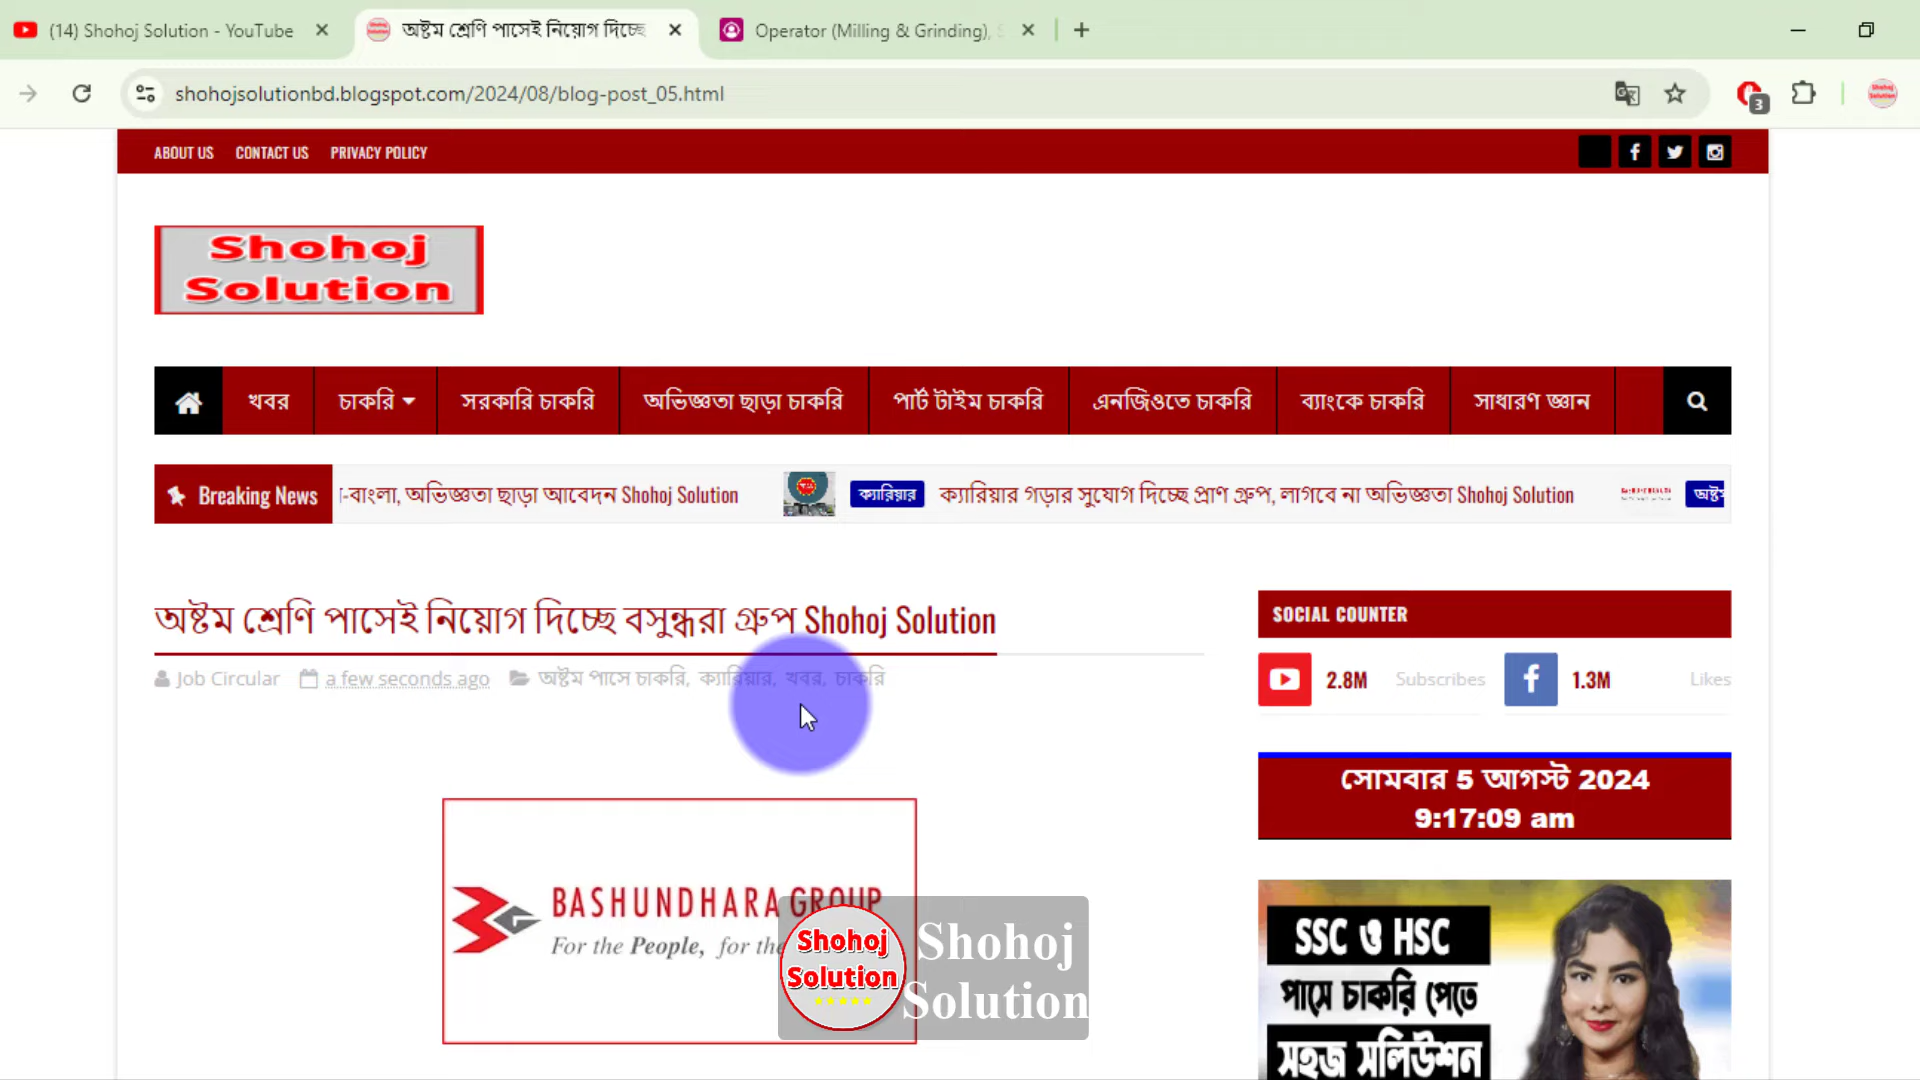 (14) Shohoj Solution - YouTube
অষ্টম শ্রেণি পাসেই নিয়োগ দিচ্ছে
Operator (Milling & Grinding),
shohojsolutionbd.blogspot.com/2024/08/blog-post_05.html
3
ABOUT US CONTACT US PRIVACY POLICY
Shohoj
Solution
খবর চাকরি সরকারি চাকরি অভিজ্ঞতা ছাড়া চাকরি পার্ট টাইম চাকরি এনজিওতে চাকরি ব্যাংকে চাকরি সাধারণ জ্ঞান
Breaking News
-বাংলা, অভিজ্ঞতা ছাড়া আবেদন Shohoj Solution ক্যারিয়ার ক্যারিয়ার গড়ার সুযোগ দিচ্ছে প্রাণ গ্রুপ, লাগবে না অভিজ্ঞতা Shohoj Solution
অষ্টম শ্রেণি পাসেই নিয়োগ দিচ্ছে বসুন্ধরা গ্রুপ Shohoj Solution
Job Circular a few seconds ago অষ্টম পাসে চাকরি, ক্যারিয়ার, খবর, চাকরি
BASHUNDHARA GROUP
For the People, for the
Shohoj
Solution
Shohoj
Solution
SOCIAL COUNTER
2.8M Subscribes 1.3M Likes
সোমবার 5 আগস্ট 2024
9:17:09 am
SSC ও HSC
পাসে চাকরি পেতে
সহজ সলিউশন